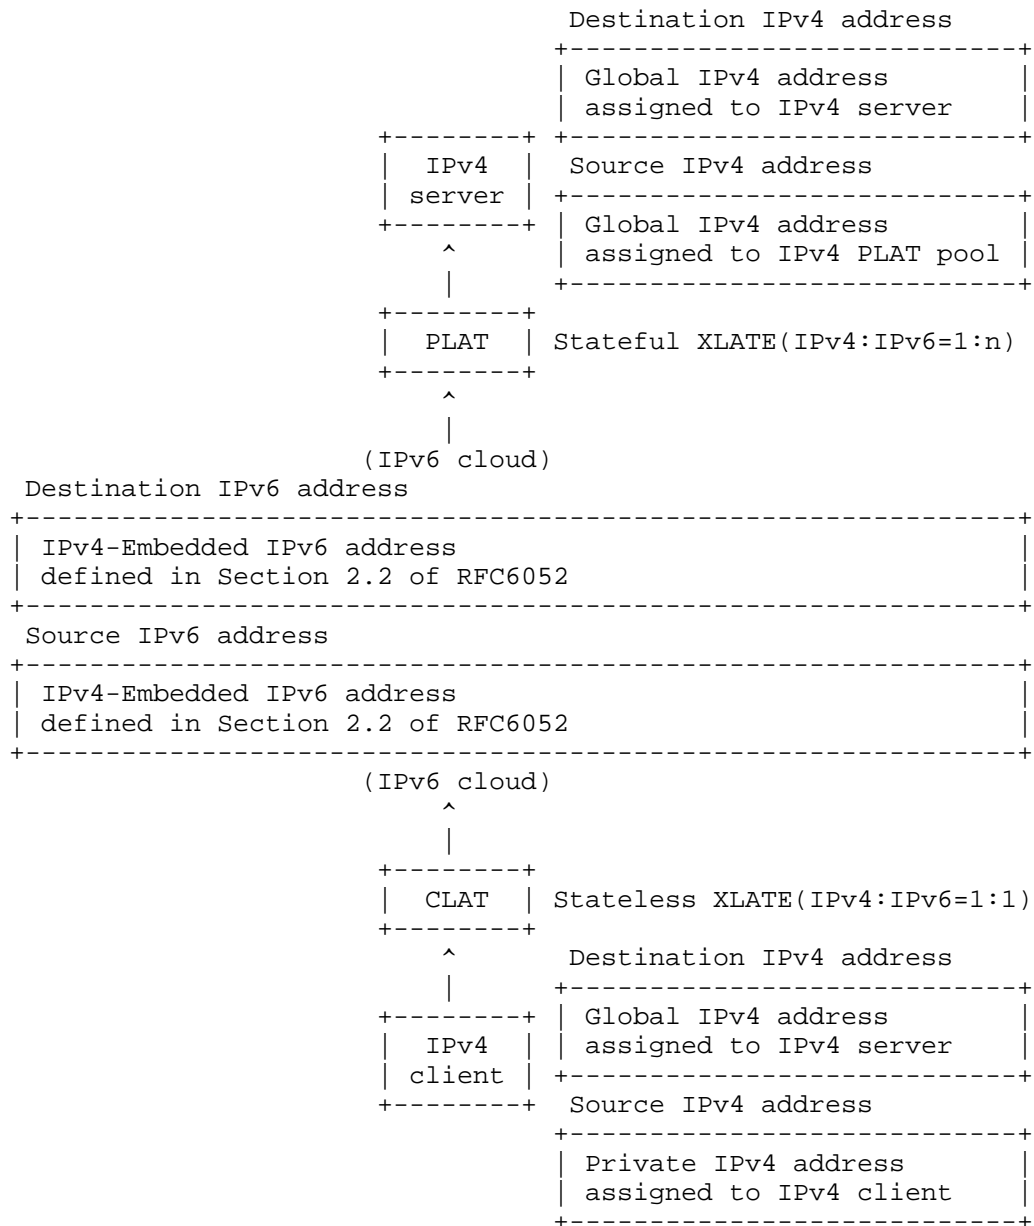 Destination IPv4 address
Global IPv4 address
assigned to IPv4 server
IPv4
server
Source IPv4 address
Global IPv4 address
assigned to IPv4 PLAT pool
PLAT
Stateful XLATE(IPv4:IPv6=1:n)
(IPv6 cloud)
Destination IPv6 address
IPv4-Embedded IPv6 address
defined in Section 2.2 of RFC6052
Source IPv6 address
IPv4-Embedded IPv6 address
defined in Section 2.2 of RFC6052
(IPv6 cloud)
CLAT
Stateless XLATE(IPv4:IPv6=1:1)
Destination IPv4 address
Global IPv4 address
assigned to IPv4 server
IPv4
client
Source IPv4 address
Private IPv4 address
assigned to IPv4 client